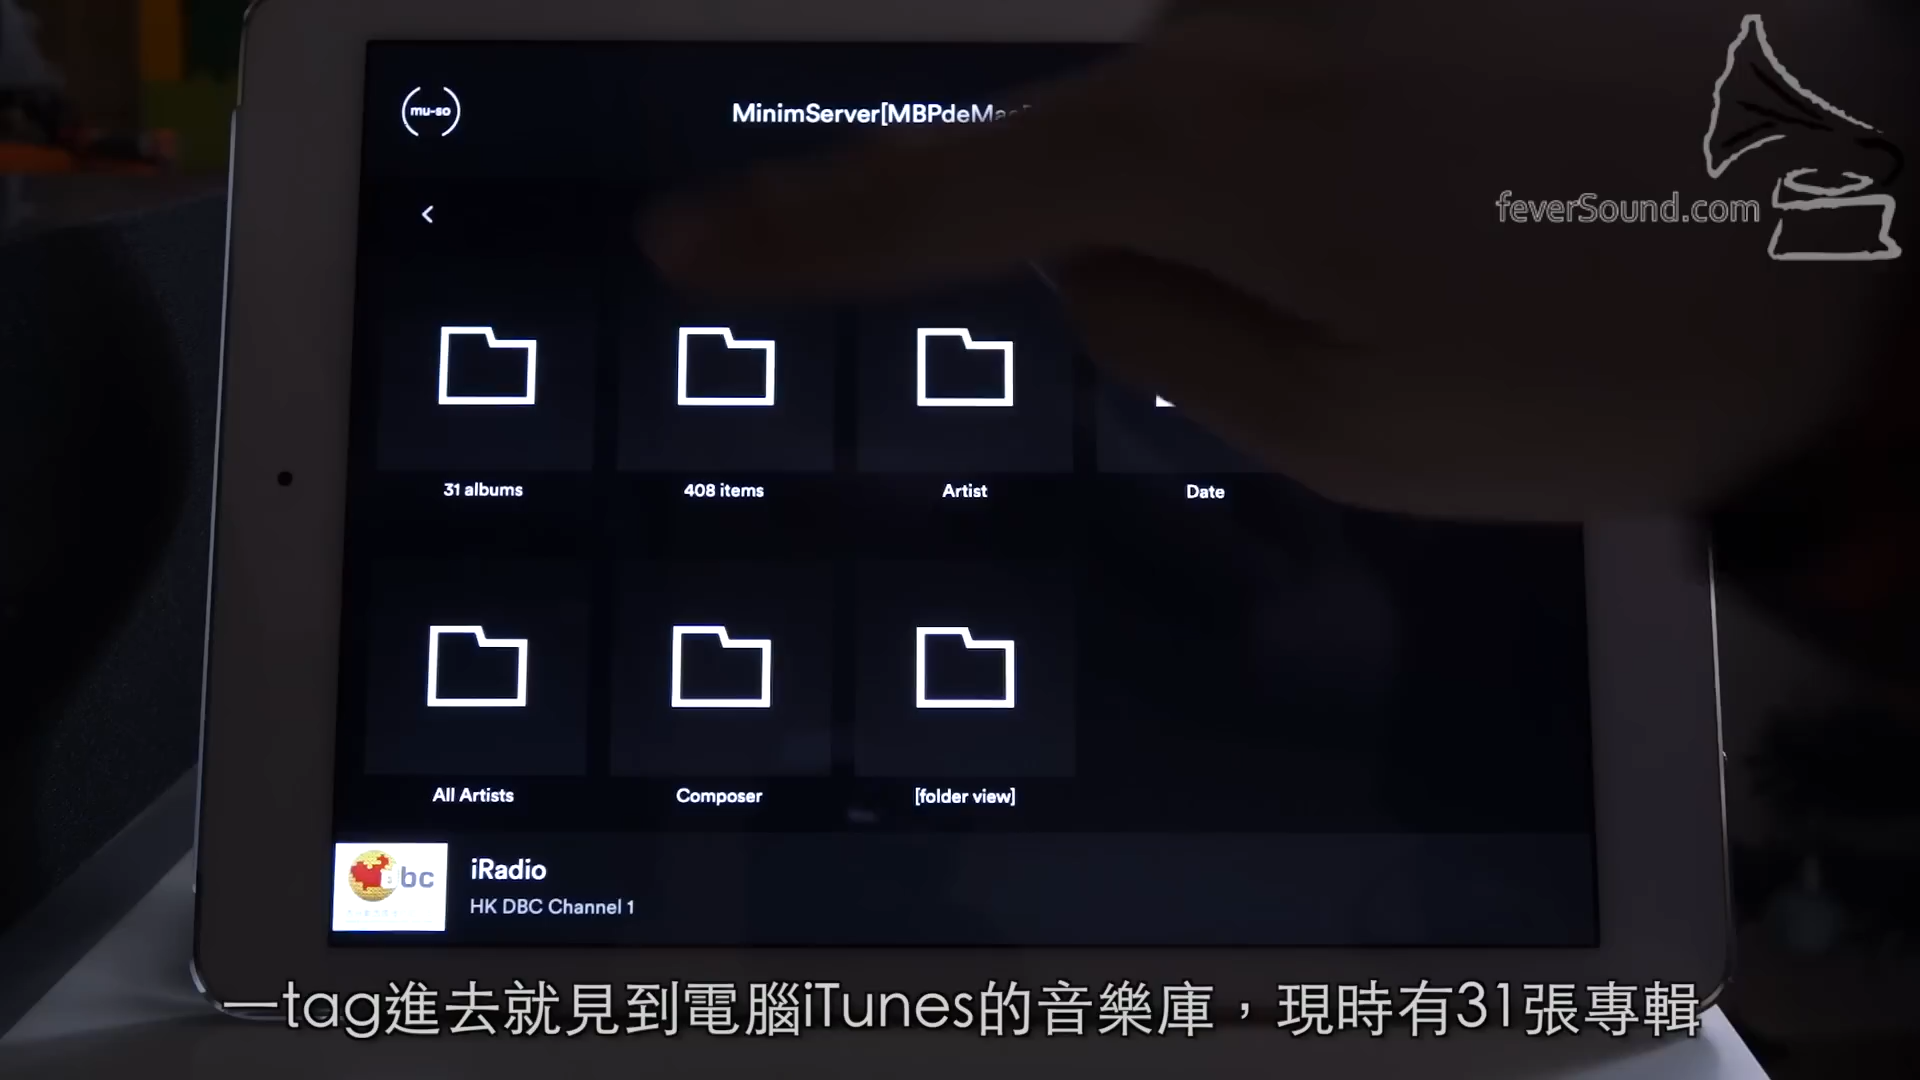 mu-so
MinimServer[MBPdeMac
feverSound.com
31 albums
408 items
Artist
Date
All Artists
Composer
[folder view]
bc
iRadio
HK DBC Channel 1
一tag進去就見到電腦iTunes的音樂庫，現時有31張專輯